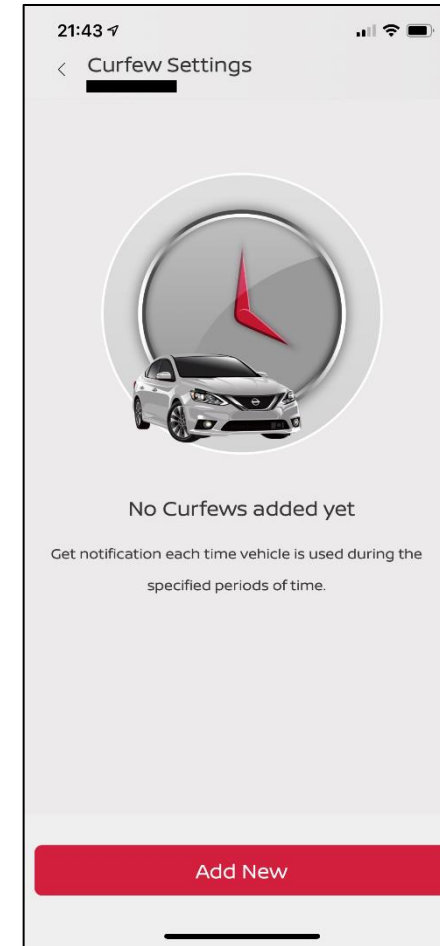 21:43
Curfew Settings
No Curfews added yet
Get notification each time vehicle is used during the
specified periods of time.
Add New